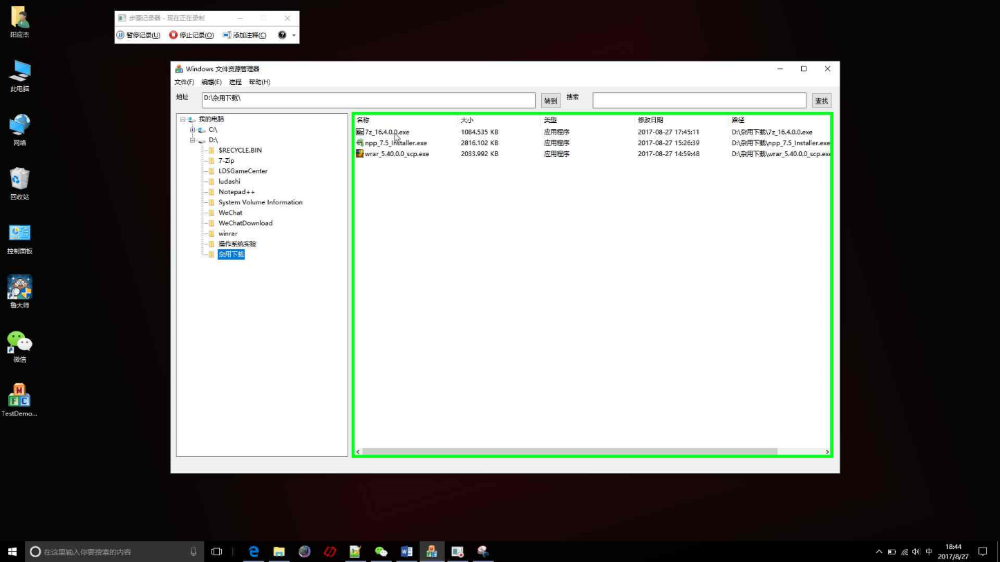 阳应杰
此电脑
网络
回收站
控制面板
鲁大师
微信
TestDemo...
步骤记录器 - 现在正在录制
暂停记录(U)
停止记录(O)
添加注释(C)
Windows 文件资源管理器
文件(F) 编辑(E) 进程 帮助(H)
地址 D:\杂用下载\ 转到 搜索 查找
我的电脑
C:\
D:\
$RECYCLE.BIN
7-Zip
LDSGameCenter
ludashi
Notepad++
System Volume Information
WeChat
WeChatDownload
winrar
操作系统实验
杂用下载
名称 大小 类型 修改日期 路径
7z_16.4.0.0.exe 1084.535 KB 应用程序 2017-08-27 17:45:11 D:\杂用下载\7z_16.4.0.0.exe
npp_7.5_Installer.exe 2816.102 KB 应用程序 2017-08-27 15:26:39 D:\杂用下载\npp_7.5_Installer.exe
wrar_5.40.0.0_scp.exe 2033.992 KB 应用程序 2017-08-27 14:59:48 D:\杂用下载\wrar_5.40.0.0_scp.exe
在这里输入你要搜索的内容
中
18:44
2017/8/27